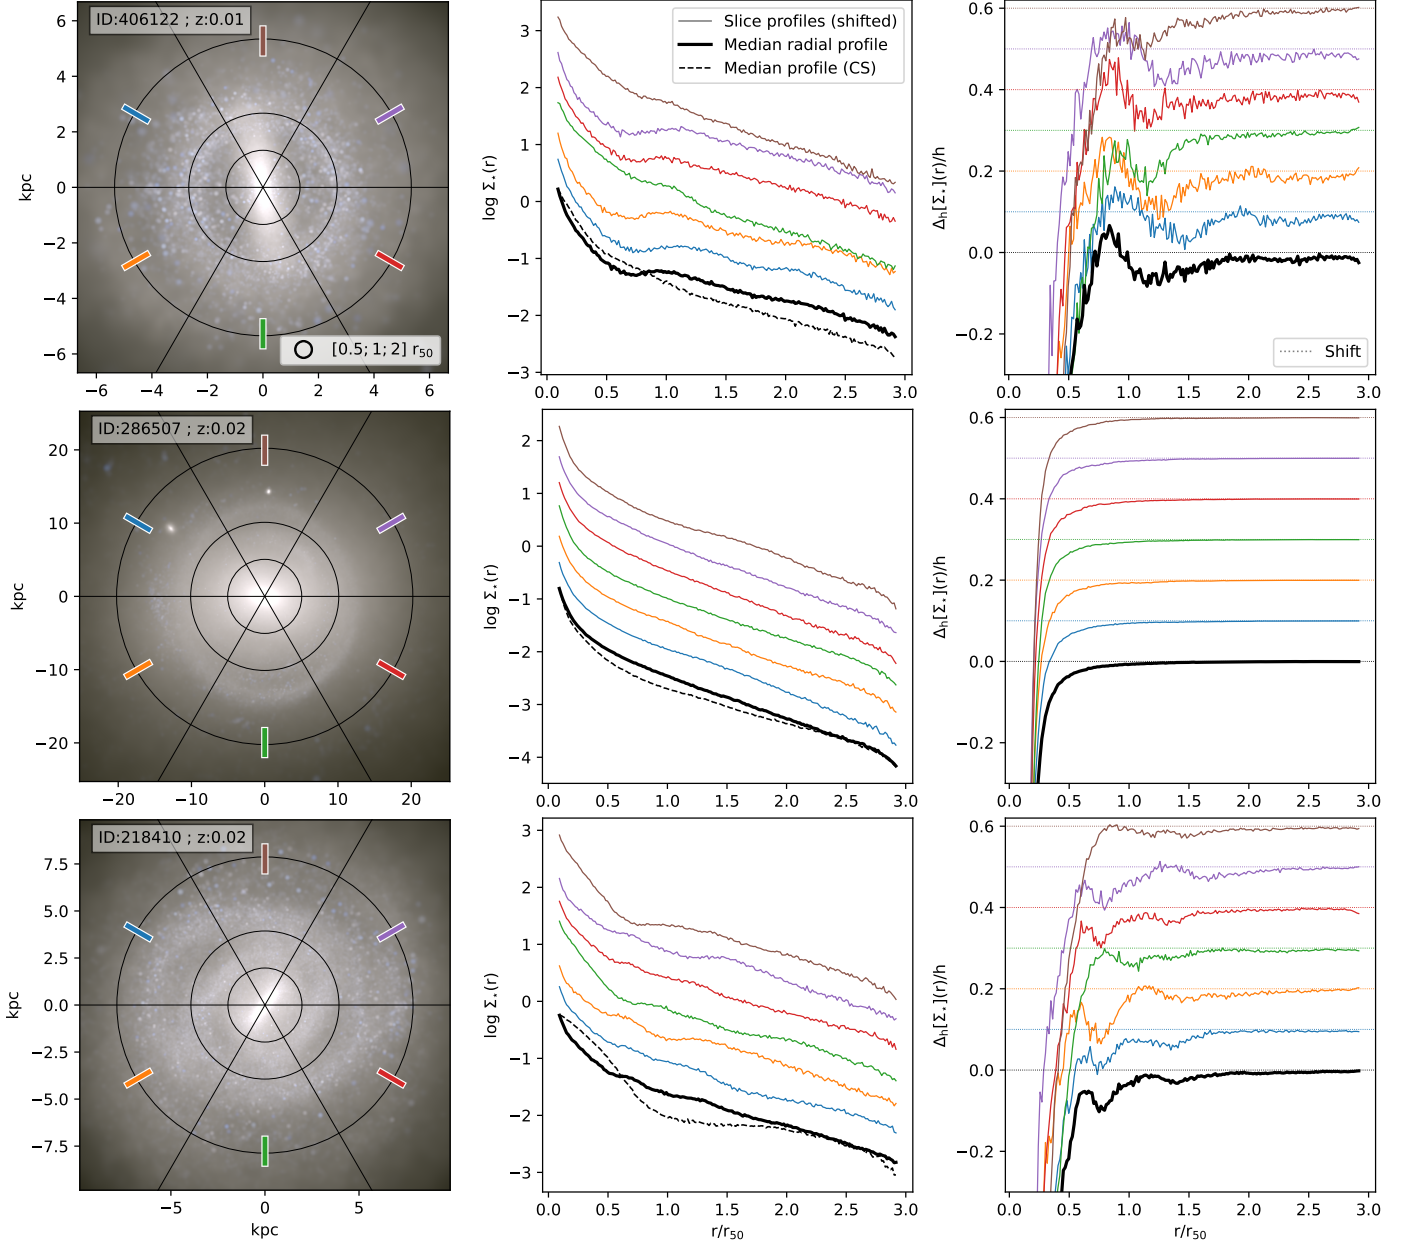 ID:406122 ; z:0.01
6
4
2
0
−2
−4
−6
kpc
[0.5; 1; 2] r50
−6 −4 −2 0 2 4 6
3
2
1
0
−1
−2
−3
log Σ⋆(r)
Slice profiles (shifted)
Median radial profile
Median profile (CS)
0.0 0.5 1.0 1.5 2.0 2.5 3.0
0.6
0.4
0.2
0.0
−0.2
Δh[Σ⋆](r)/h
Shift
0.0 0.5 1.0 1.5 2.0 2.5 3.0
ID:286507 ; z:0.02
20
10
0
−10
−20
kpc
−20 −10 0 10 20
2
1
0
−1
−2
−3
−4
log Σ⋆(r)
0.0 0.5 1.0 1.5 2.0 2.5 3.0
0.6
0.4
0.2
0.0
−0.2
Δh[Σ⋆](r)/h
0.0 0.5 1.0 1.5 2.0 2.5 3.0
ID:218410 ; z:0.02
7.5
5.0
2.5
0.0
−2.5
−5.0
−7.5
kpc
−5 0 5
kpc
3
2
1
0
−1
−2
−3
log Σ⋆(r)
0.0 0.5 1.0 1.5 2.0 2.5 3.0
r/r50
0.6
0.4
0.2
0.0
−0.2
Δh[Σ⋆](r)/h
0.0 0.5 1.0 1.5 2.0 2.5 3.0
r/r50